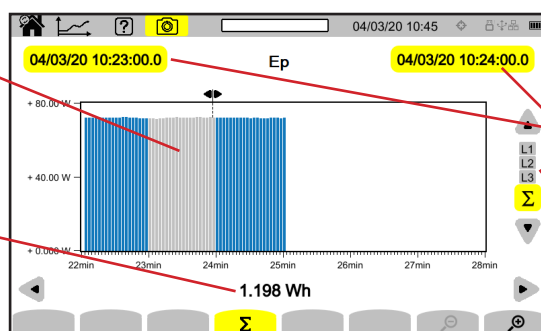 ? 04/03/20 10:45
04/03/20 10:23:00.0 Ep 04/03/20 10:24:00.0
+ 80.00 W
L1
L2
+ 40.00 W L3
Σ
+ 0.000 W
22min 23min 24min 25min 26min 27min 28min
1.198 Wh
Σ